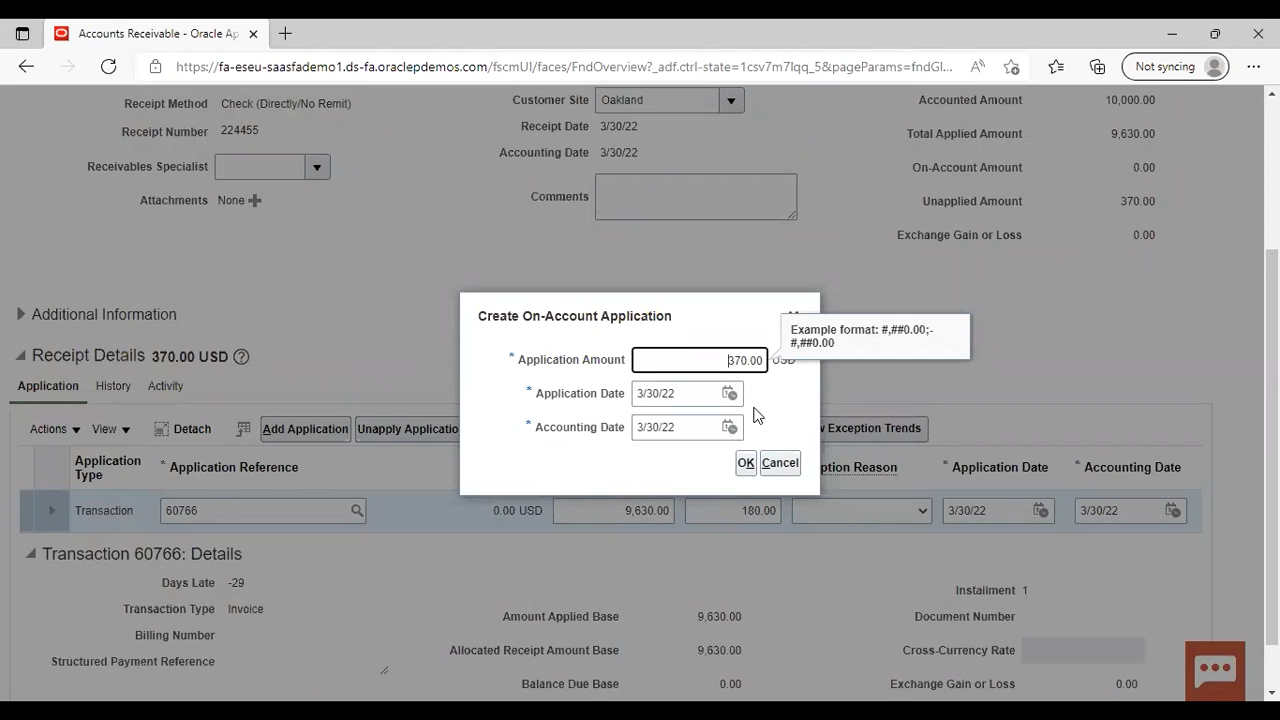 Accounts Receivable - Oracle Ap
https://fa-eseu-saasfademo1.ds-fa.oraclepdemos.com/fscmUI/faces/FndOverview?_adf.ctrl-state=1csv7m7lqq_5&pageParams=fndGl...
Not syncing
Receipt Method Check (Directly/No Remit)
Receipt Number 224455
Receivables Specialist
Attachments None
Customer Site Oakland
Receipt Date 3/30/22
Accounting Date 3/30/22
Comments
Accounted Amount 10,000.00
Total Applied Amount 9,630.00
On-Account Amount 0.00
Unapplied Amount 370.00
Exchange Gain or Loss 0.00
Additional Information
Receipt Details 370.00 USD
Application History Activity
Actions View Detach Add Application Unapply Applicatio
w Exception Trends
Application Type * Application Reference
ption Reason * Application Date * Accounting Date
Transaction 60766 0.00 USD 9,630.00 180.00 3/30/22 3/30/22
Create On-Account Application
* Application Amount 370.00 USD
* Application Date 3/30/22
* Accounting Date 3/30/22
OK Cancel
Example format: #,##0.00;-
#,##0.00
Transaction 60766: Details
Days Late -29
Transaction Type Invoice
Billing Number
Structured Payment Reference
Amount Applied Base 9,630.00
Allocated Receipt Amount Base 9,630.00
Balance Due Base 0.00
Installment 1
Document Number
Cross-Currency Rate
Exchange Gain or Loss 0.00